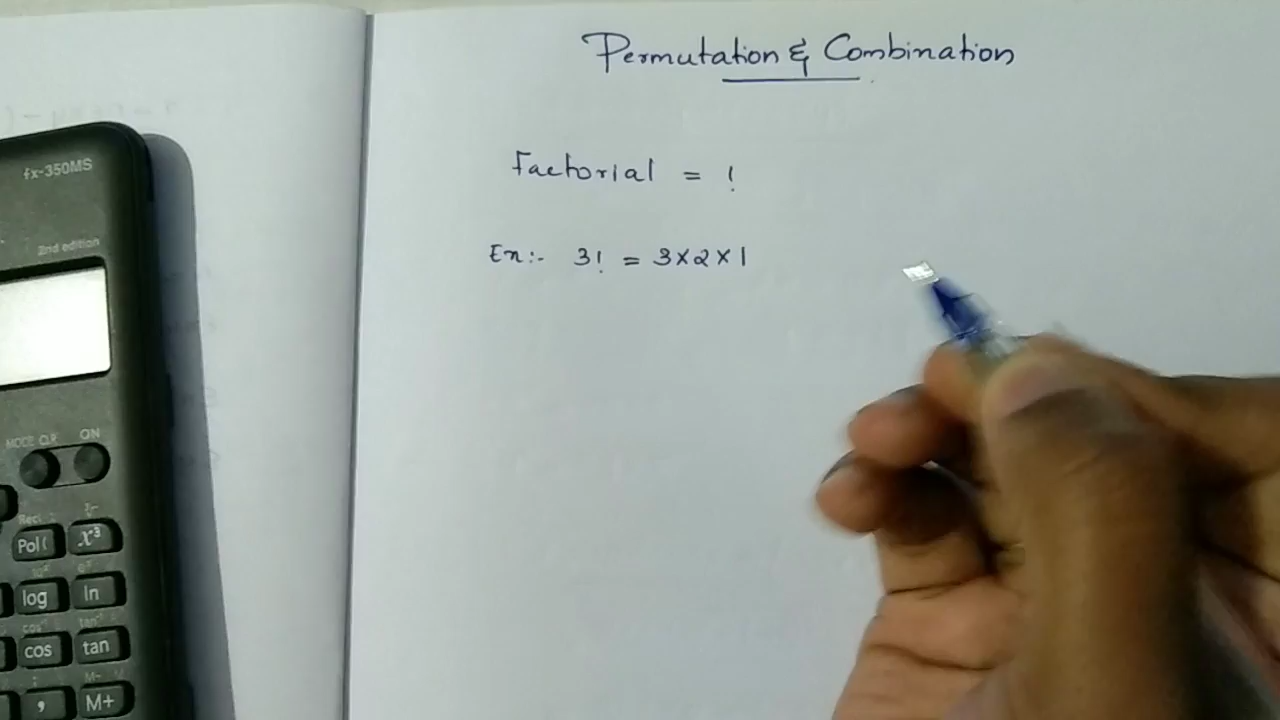 Permutation & Combination
Factorial = !
Ex:- 3! = 3×2×1
fx-350MS
2nd edition
MODE CLR ON
Pol( x³
log ln
cos tan
, M+